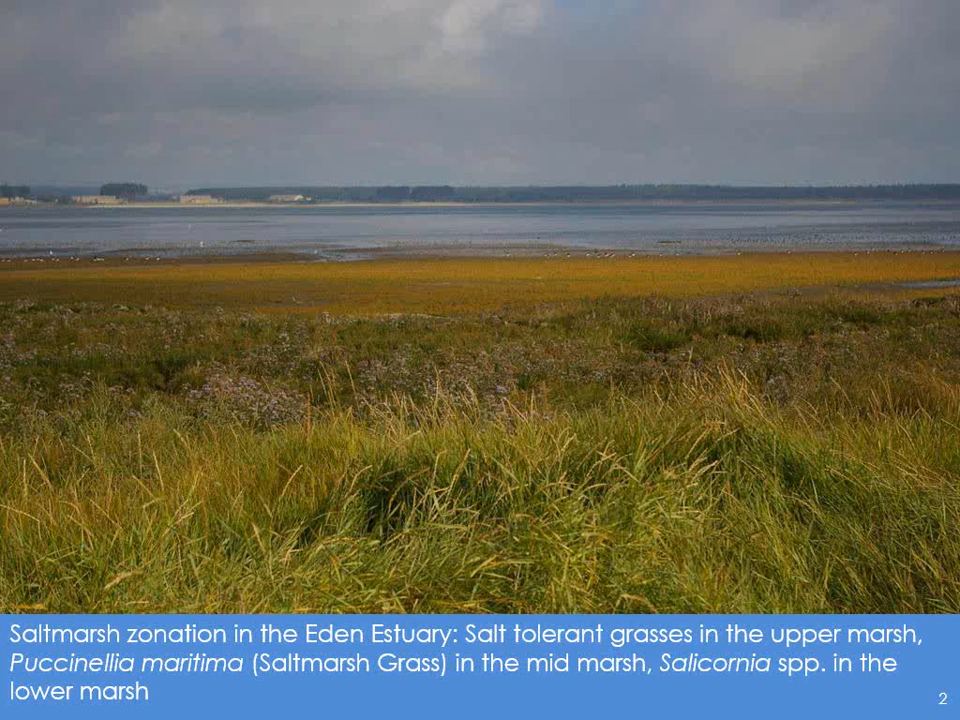 Saltmarsh zonation in the Eden Estuary: Salt tolerant grasses in the upper marsh,
Puccinellia maritima (Saltmarsh Grass) in the mid marsh, Salicornia spp. in the
lower marsh
2